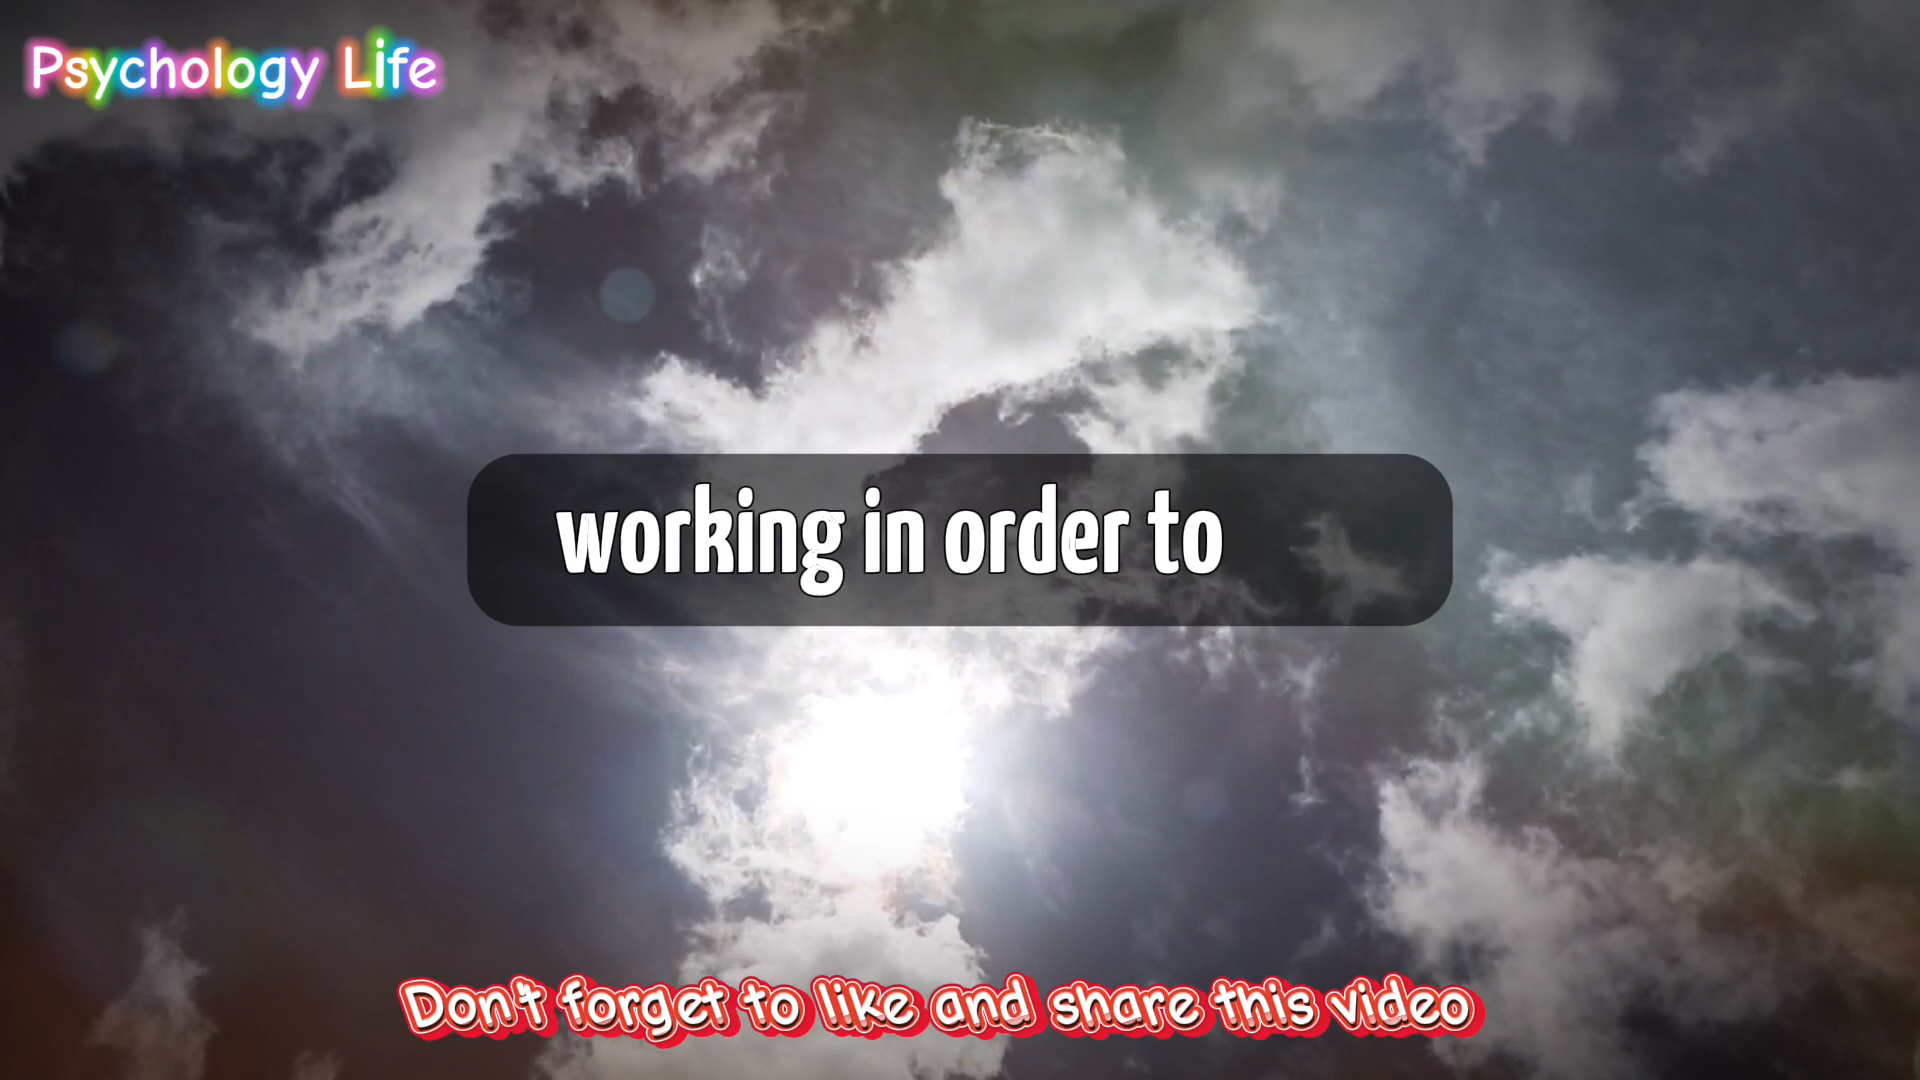 Psychology Life
working in order to
Don't forget to like and share this video